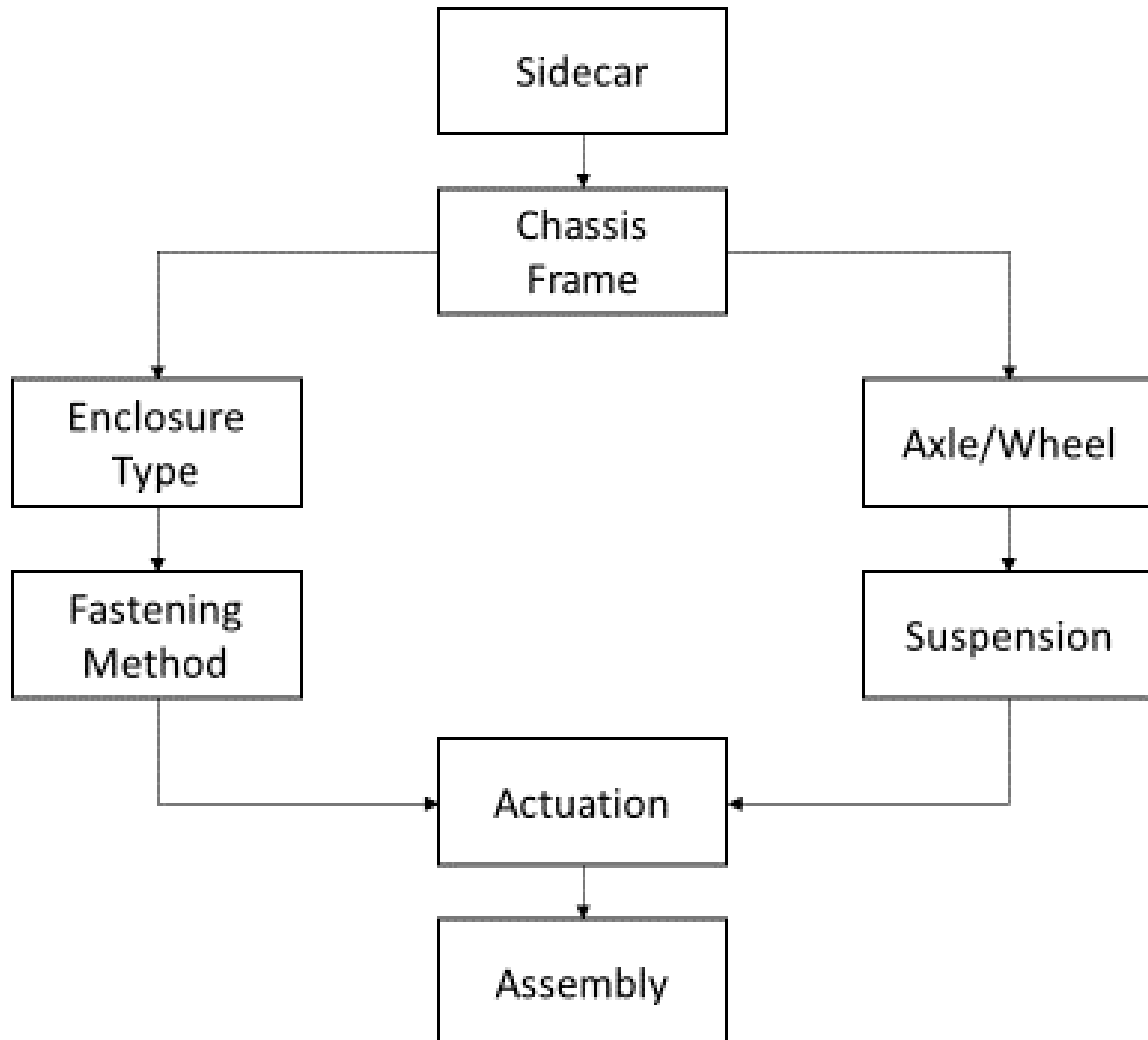 Sidecar
Chassis
Frame
Enclosure
Type
Axle/Wheel
Fastening
Method
Suspension
Actuation
Assembly